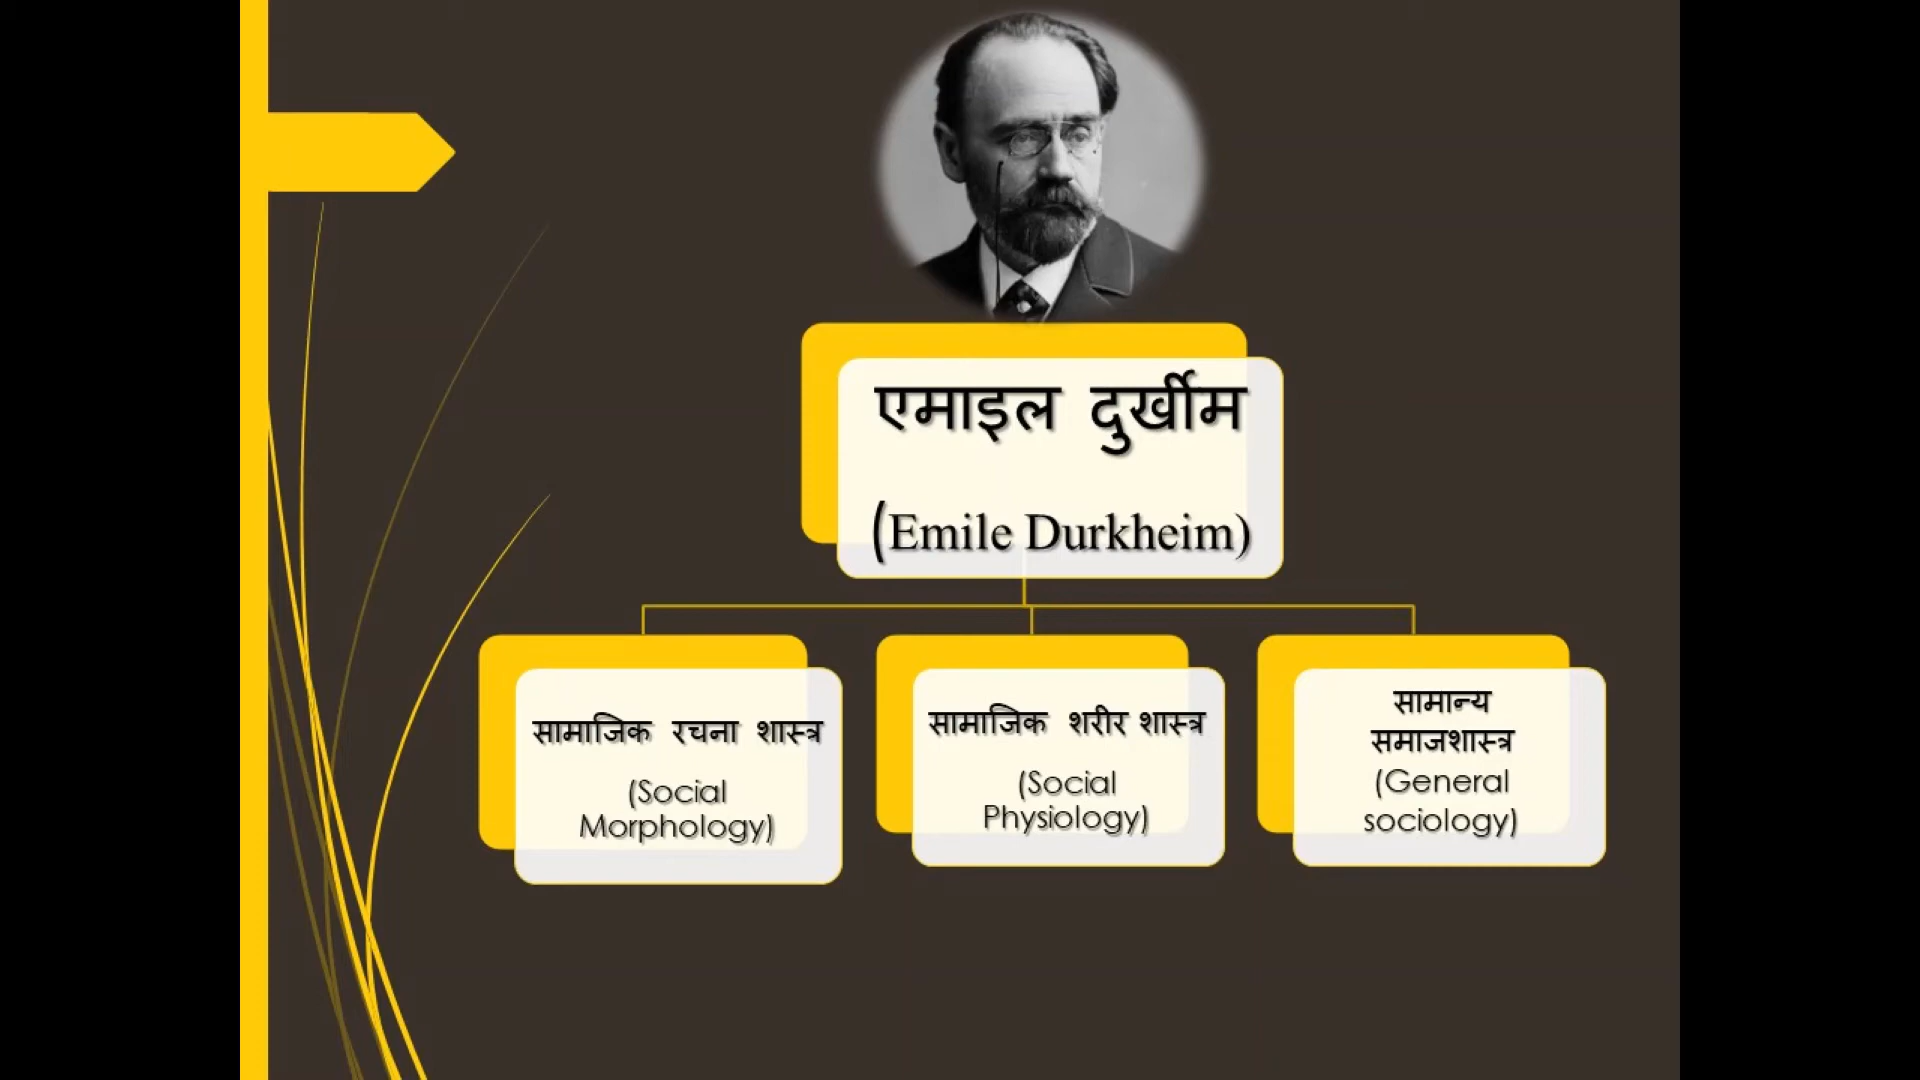 एमाइल दुर्खीम
(Emile Durkheim)
सामाजिक रचना शास्त्र
(Social
Morphology)
सामाजिक शरीर शास्त्र
(Social
Physiology)
सामान्य
समाजशास्त्र
(General
sociology)